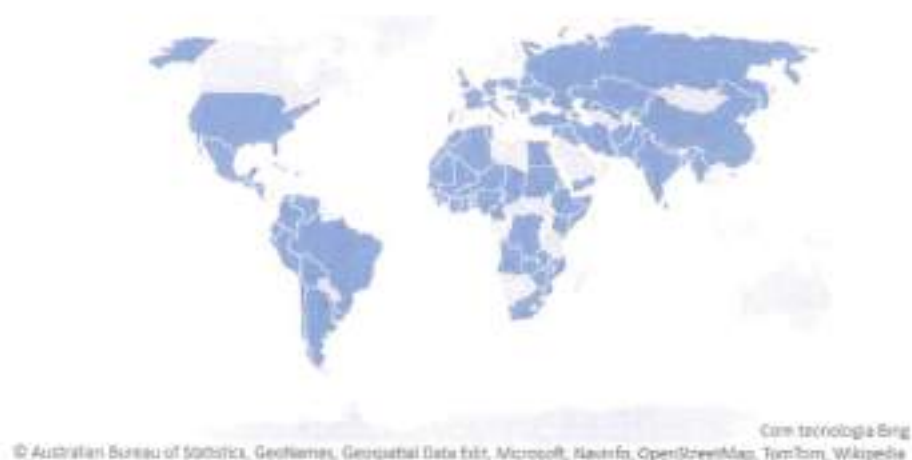 Com tecnologia Bing
© Australian Bureau of Statistics, GeoNames, Geospatial Data Edit, Microsoft, Navinfo, OpenStreetMap, TomTom, Wikipedia